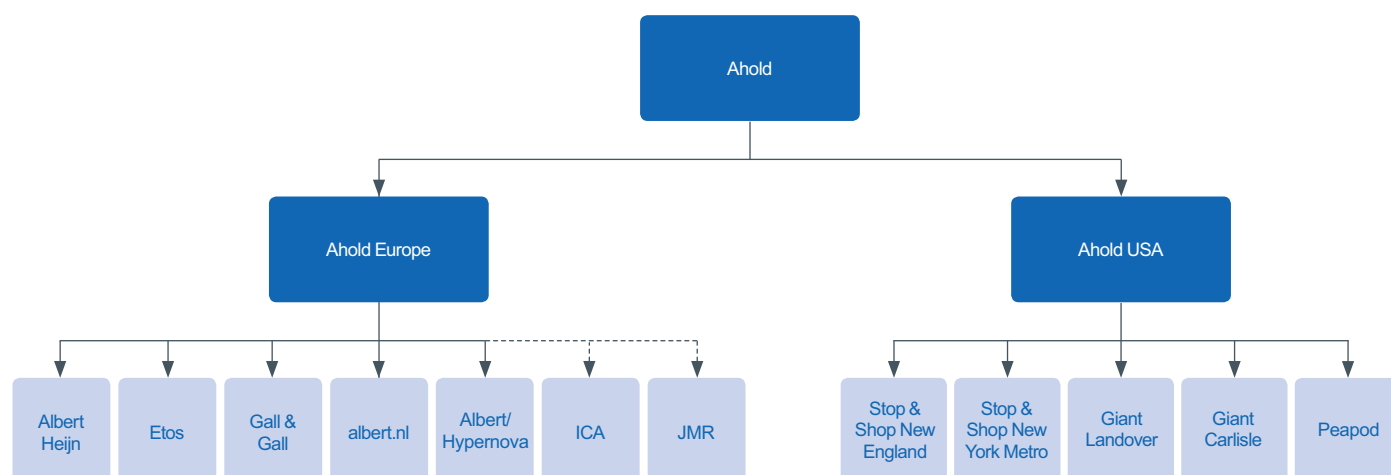 Ahold
Ahold Europe
Ahold USA
Albert
Heijn
Etos
Gall &
Gall
albert.nl
Albert/
Hypernova
ICA
JMR
Stop &
Shop New
England
Stop &
Shop New
York Metro
Giant
Landover
Giant
Carlisle
Peapod